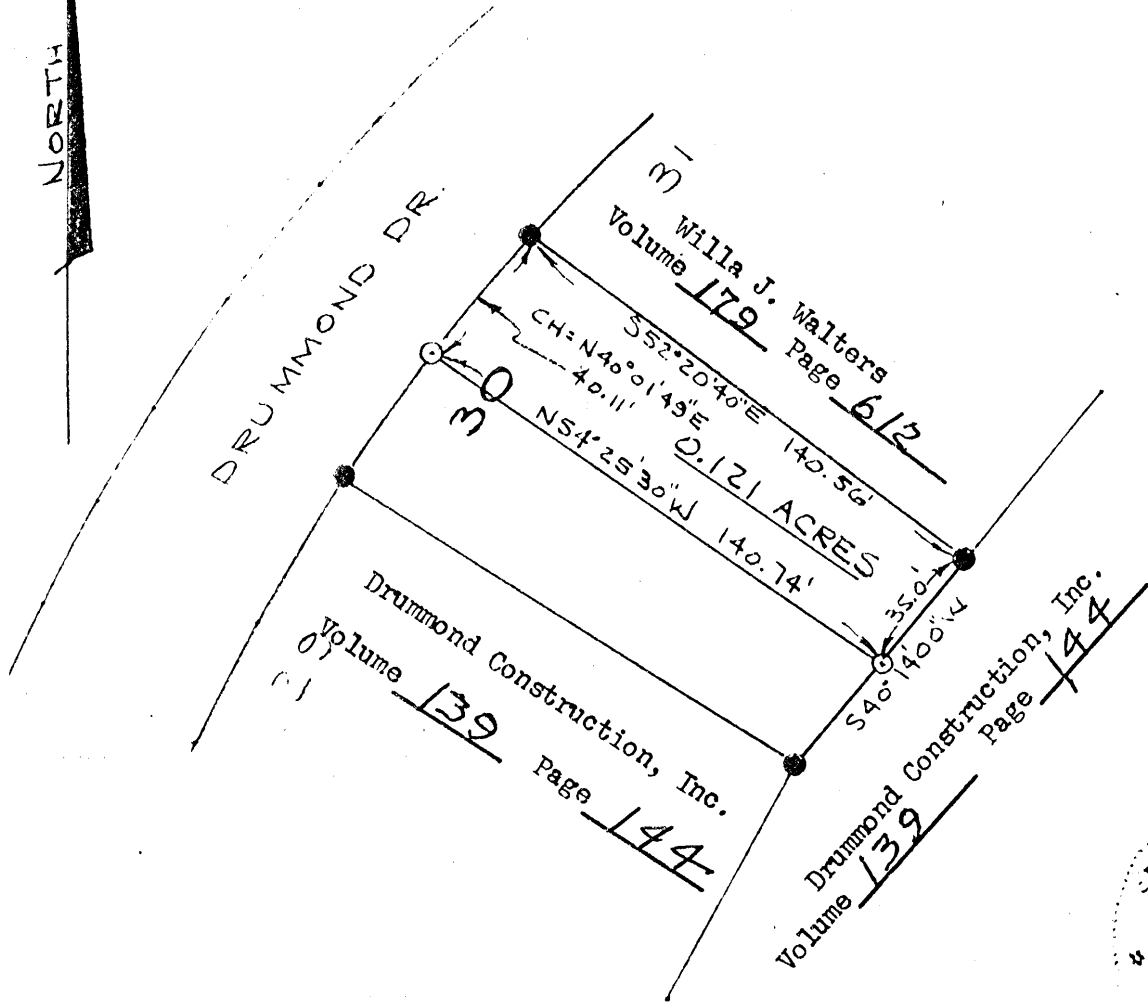 NORTH
DRUMMOND DR.
31
Willa J. Walters
Volume 179 Page 612
S52°20'40"E 140.56'
CH=N40°01'49"E
40.11'
30
0.121 ACRES
N54°25'30"W 140.74'
35.0'
S40°14'00"W
Drummond Construction, Inc.
Volume 139 Page 144
Drummond Construction, Inc.
Volume 139 Page 144